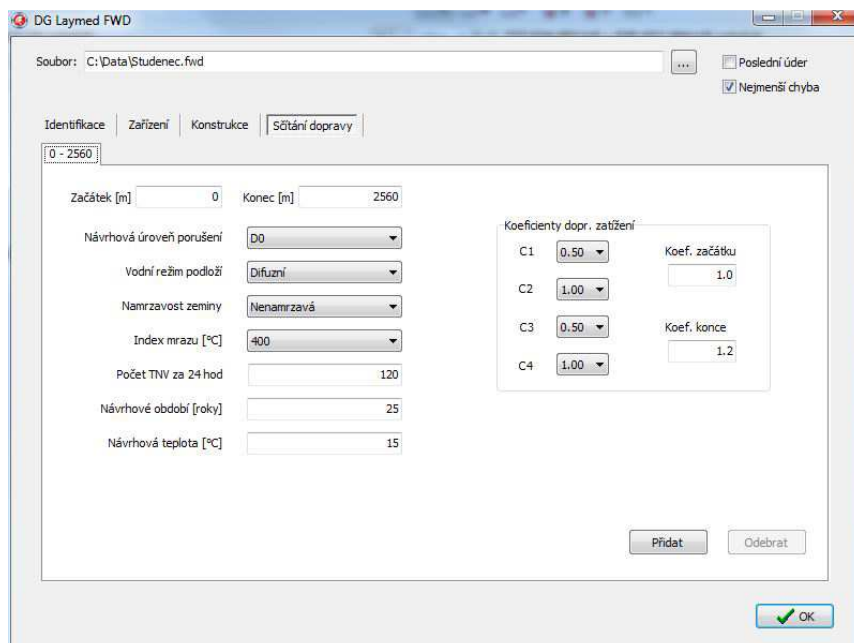 DG Laymed FWD
Soubor: C:\Data\Studenec.fwd ... Poslední úder
Nejmenší chyba
Identifikace Zařízení Konstrukce Sčítání dopravy
0 - 2560
Začátek [m] 0 Konec [m] 2560
Návrhová úroveň porušení D0
Vodní režim podloží Difuzní
Namrzavost zeminy Nenamrzavá
Index mrazu [°C] 400
Počet TNV za 24 hod 120
Návrhové období [roky] 25
Návrhová teplota [°C] 15
Koeficienty dopr. zatížení
C1 0.50 Koef. začátku
1.0
C2 1.00
C3 0.50 Koef. konce
1.2
C4 1.00
Přidat Odebrat
OK